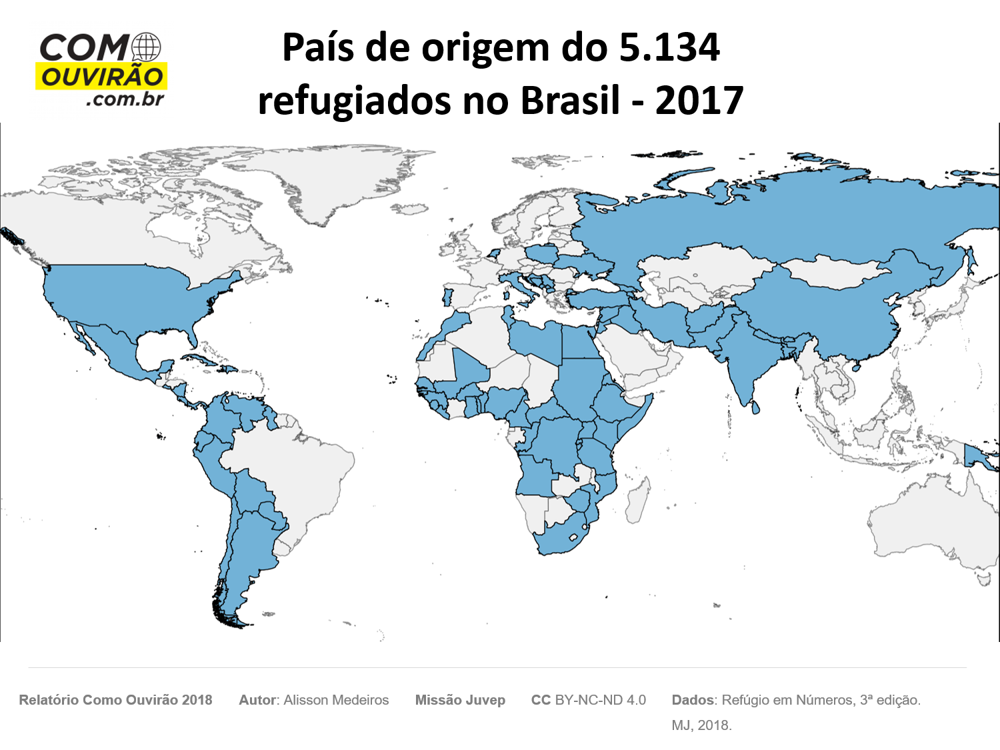 COMO
OUVIRÃO
.com.br
País de origem do 5.134
refugiados no Brasil - 2017
Relatório Como Ouvirão 2018 Autor: Alisson Medeiros Missão Juvep CC BY-NC-ND 4.0 Dados: Refúgio em Números, 3ª edição.
MJ, 2018.